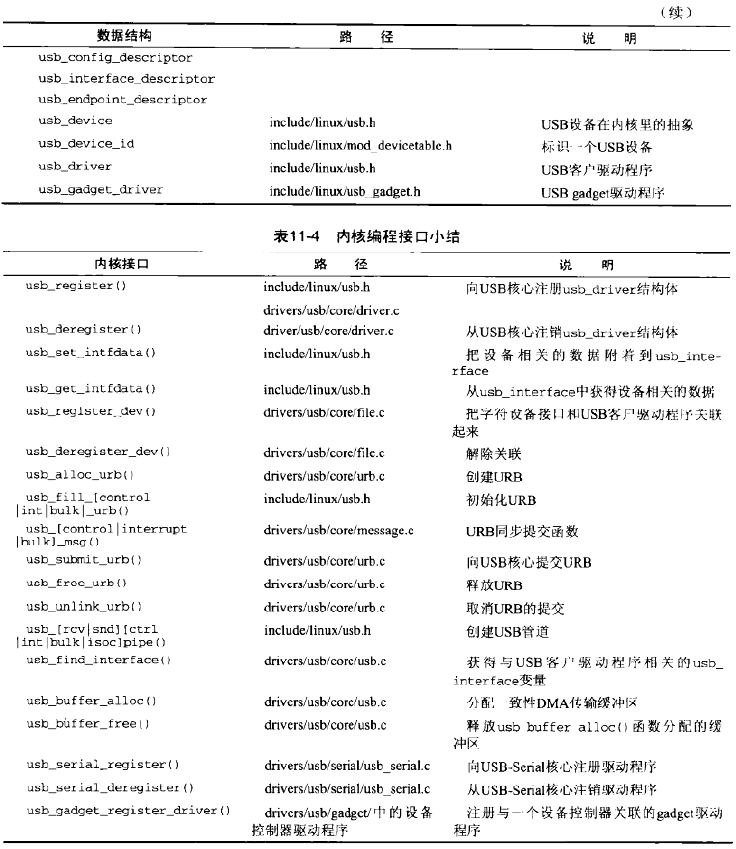 （续）
数据结构 路 径 说 明
usb_config_descriptor
usb_interface_descriptor
usb_endpoint_descriptor
usb_device include/linux/usb.h USB设备在内核里的抽象
usb_device_id include/linux/mod_devicetable.h 标识一个USB设备
usb_driver include/linux/usb.h USB客户驱动程序
usb_gadget_driver include/linux/usb_gadget.h USB gadget驱动程序
表11-4 内核编程接口小结
内核接口 路 径 说 明
usb_register() include/linux/usb.h 向USB核心注册usb_driver结构体
drivers/usb/core/driver.c
usb_deregister() driver/usb/core/driver.c 从USB核心注销usb_driver结构体
usb_set_intfdata() include/linux/usb.h 把设备相关的数据附着到usb_inte-
rface
usb_get_intfdata() include/linux/usb.h 从usb_interface中获得设备相关的数据
usb_register_dev() drivers/usb/core/file.c 把字符设备接口和USB客户驱动程序关联
起来
usb_deregister_dev() drivers/usb/core/file.c 解除关联
usb_alloc_urb() drivers/usb/core/urb.c 创建URB
usb_fill_[control include/linux/usb.h 初始化URB
|int|bulk]_urb()
usb_[control|interrupt drivers/usb/core/message.c URB同步提交函数
|bulk]_msg()
usb_submit_urb() drivers/usb/core/urb.c 向USB核心提交URB
usb_free_urb() drivers/usb/core/urb.c 释放URB
usb_unlink_urb() drivers/usb/core/urb.c 取消URB的提交
usb_[rcv|snd][ctrl include/linux/usb.h 创建USB管道
|int|bulk|isoc]pipe()
usb_find_interface() drivers/usb/core/usb.c 获得与USB客户驱动程序相关的usb_
interface变量
usb_buffer_alloc() drivers/usb/core/usb.c 分配一致性DMA传输缓冲区
usb_buffer_free() drivers/usb/core/usb.c 释放usb buffer alloc()函数分配的缓
冲区
usb_serial_register() drivers/usb/serial/usb_serial.c 向USB-Serial核心注册驱动程序
usb_serial_deregister() drivers/usb/serial/usb_serial.c 从USB-Serial核心注销驱动程序
usb_gadget_register_driver() drivers/usb/gadget/中的设备 注册与一个设备控制器关联的gadget驱动
控制器驱动程序 程序